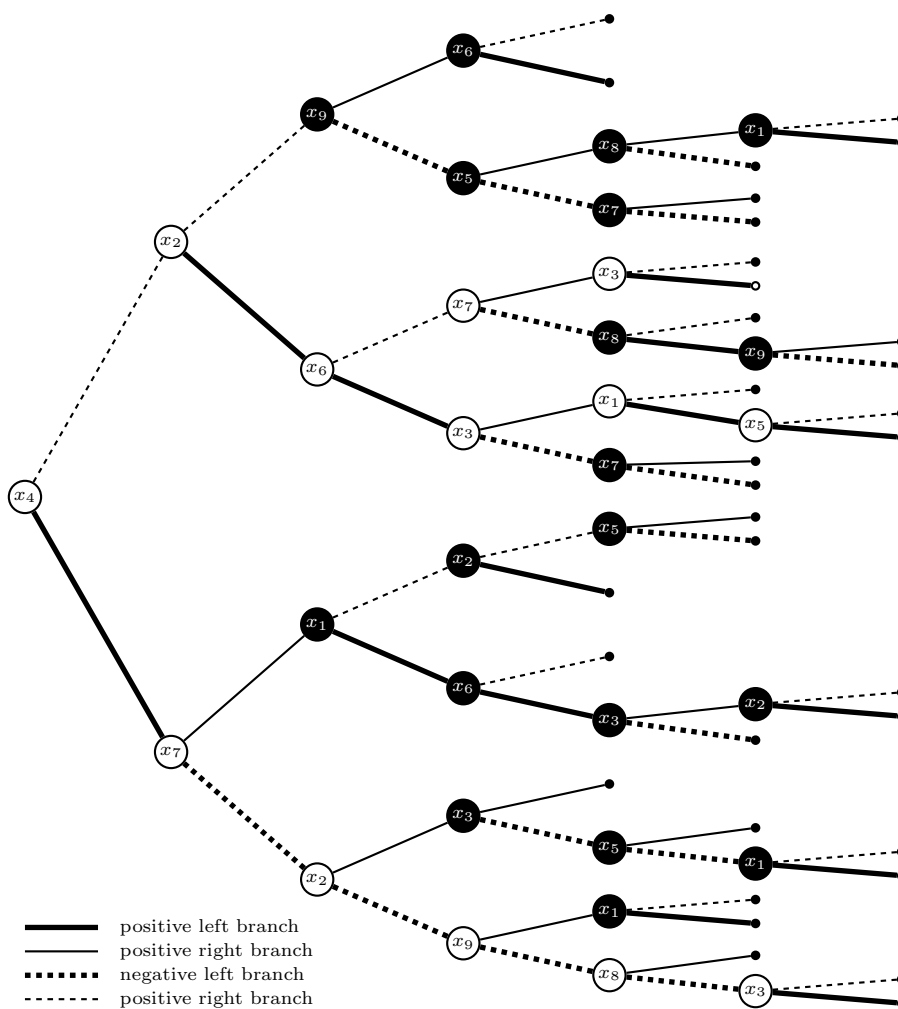 x₆
x₉
x₁
x₈
x₅
x₇
x₂
x₃
x₇
x₈
x₉
x₆
x₁
x₅
x₃
x₇
x₄
x₅
x₂
x₁
x₆
x₂
x₃
x₇
x₃
x₅
x₁
x₂
x₁
x₉
x₈
x₃
positive left branch
positive right branch
negative left branch
positive right branch